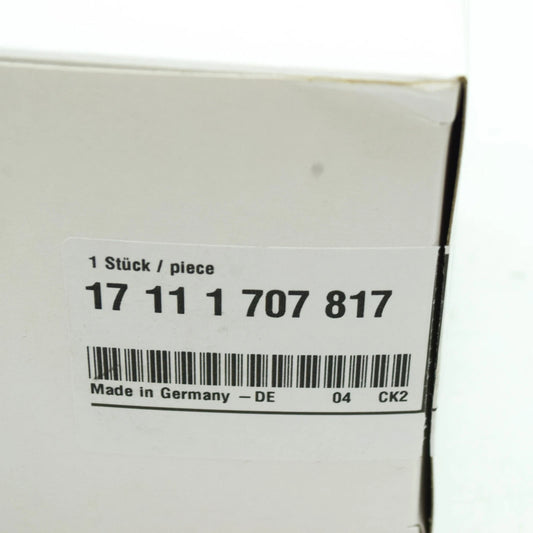 1 Stück / piece
17 11 1 707 817
Made in Germany – DE 04 CK2